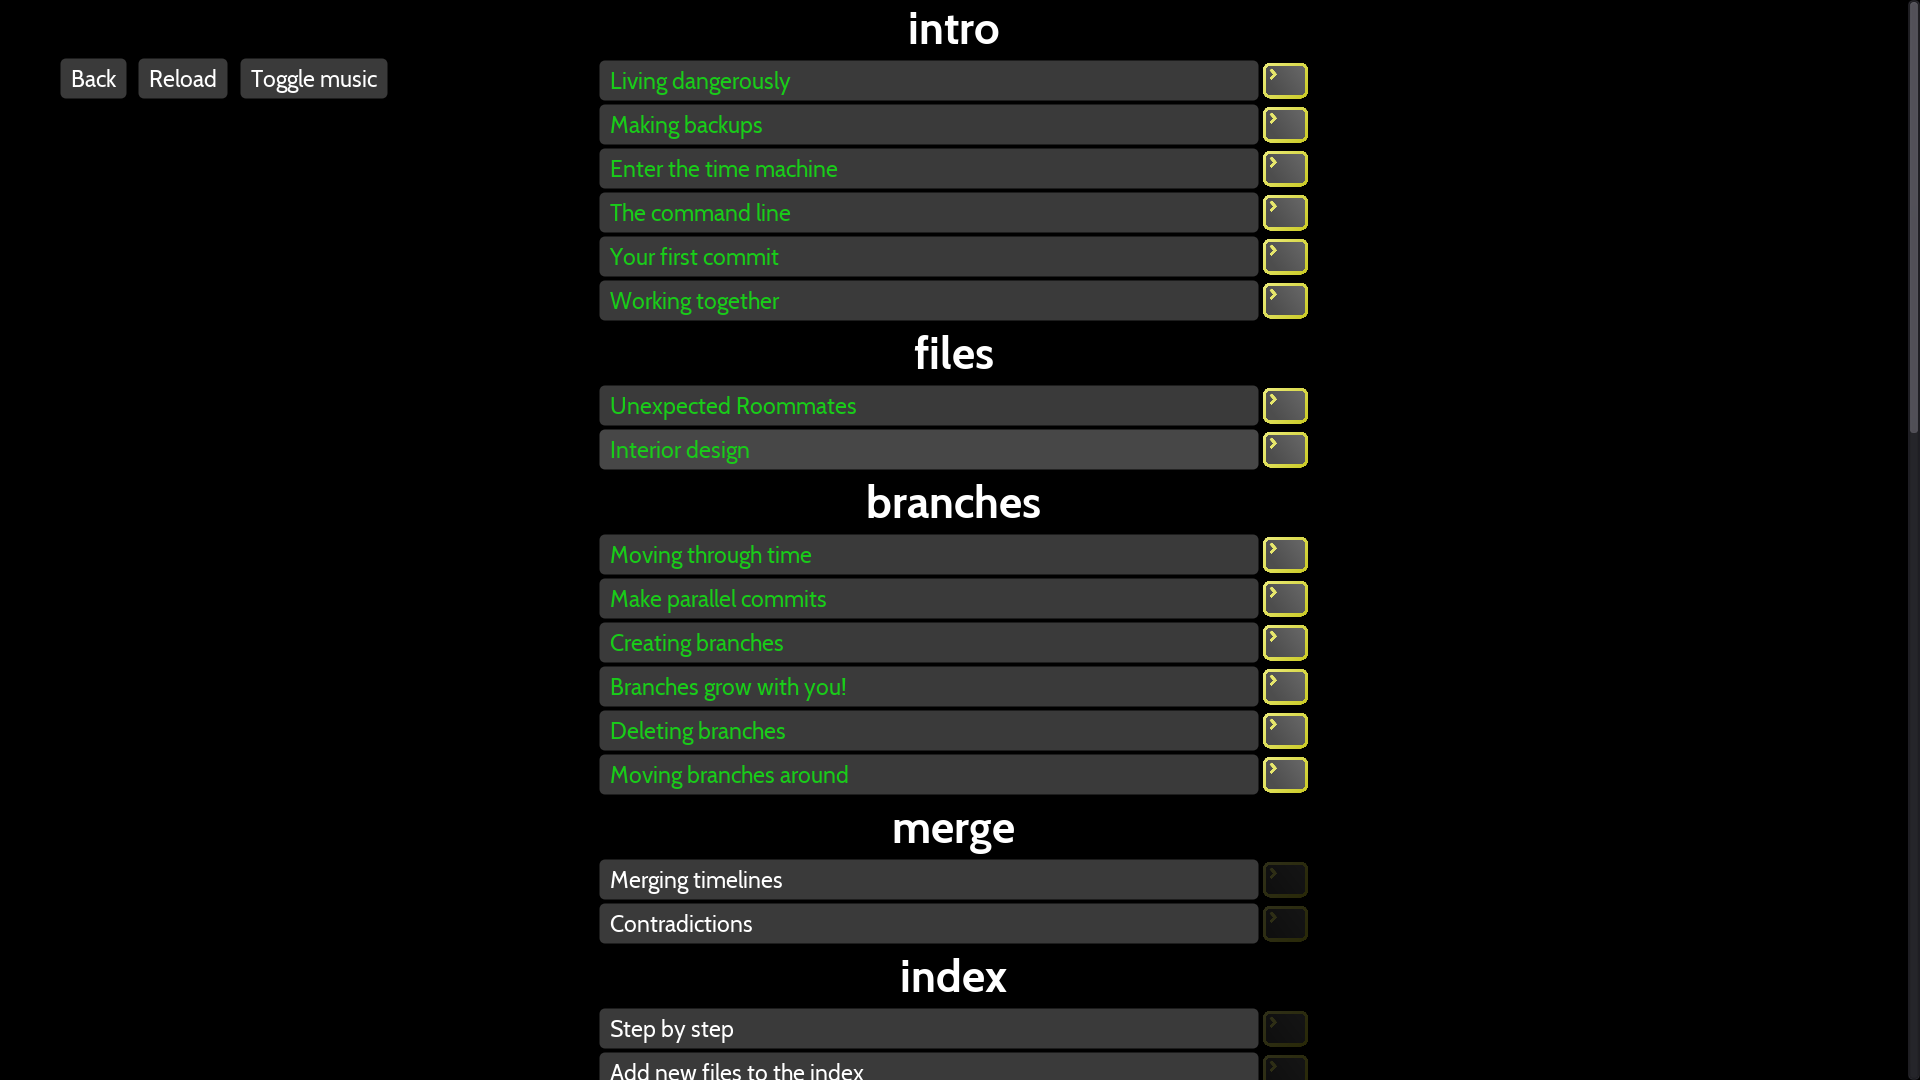 intro
Back
Reload
Toggle music
Living dangerously
Making backups
Enter the time machine
The command line
Your first commit
Working together
files
Unexpected Roommates
Interior design
branches
Moving through time
Make parallel commits
Creating branches
Branches grow with you!
Deleting branches
Moving branches around
merge
Merging timelines
Contradictions
index
Step by step
Add new files to the index